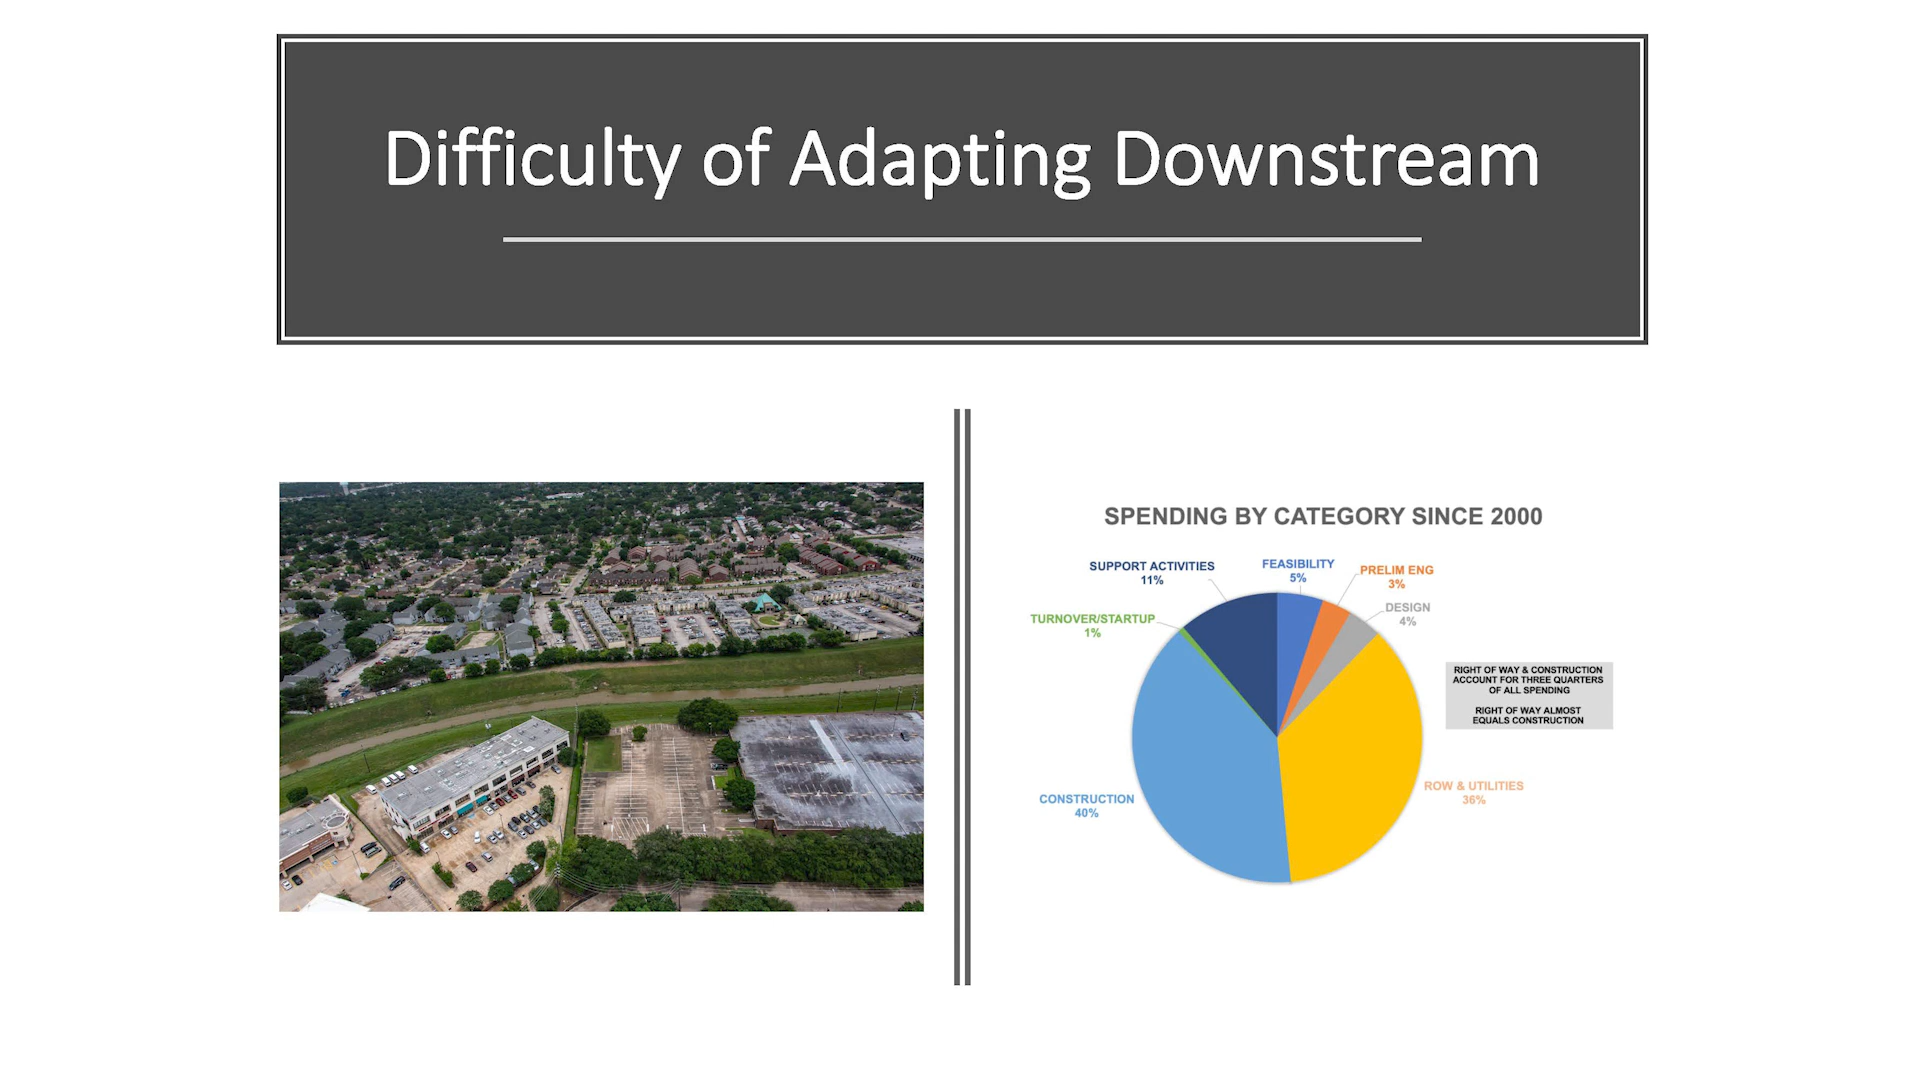 Difficulty of Adapting Downstream
SPENDING BY CATEGORY SINCE 2000
SUPPORT ACTIVITIES
11%
FEASIBILITY
5%
PRELIM ENG
3%
DESIGN
4%
TURNOVER/STARTUP
1%
RIGHT OF WAY & CONSTRUCTION
ACCOUNT FOR THREE QUARTERS
OF ALL SPENDING
RIGHT OF WAY ALMOST
EQUALS CONSTRUCTION
ROW & UTILITIES
36%
CONSTRUCTION
40%